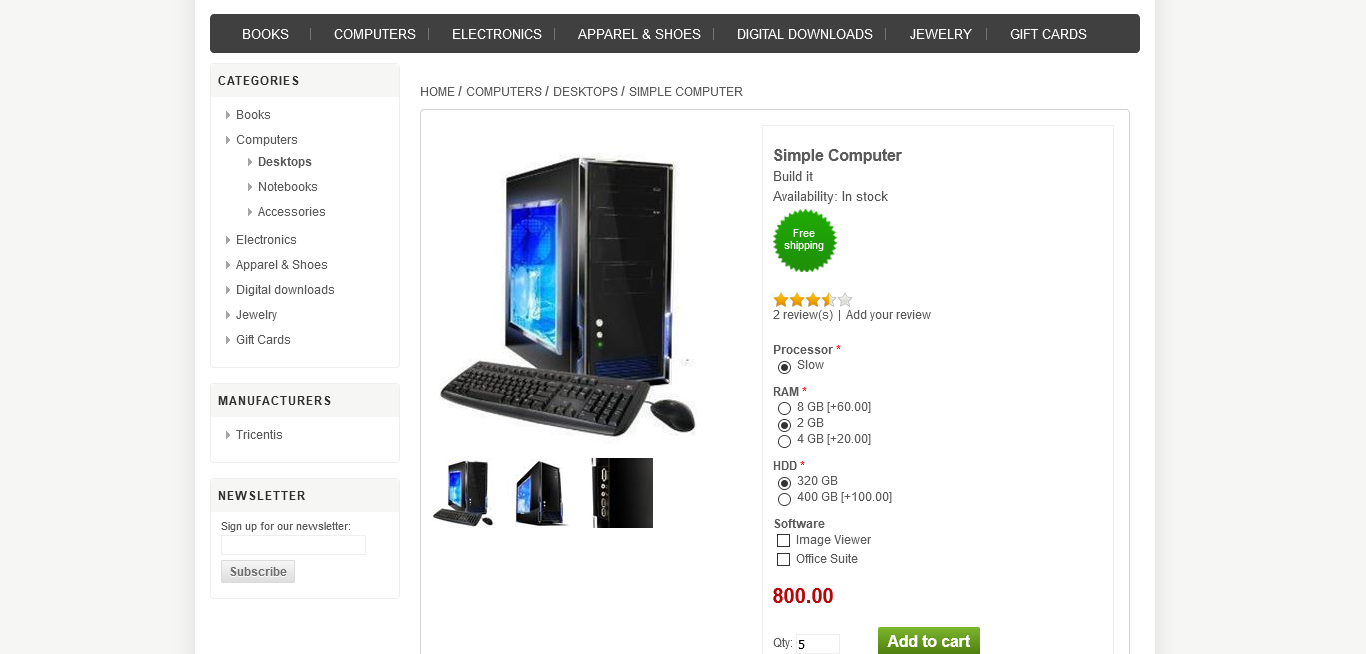 BOOKS
COMPUTERS
ELECTRONICS
APPAREL & SHOES
DIGITAL DOWNLOADS
JEWELRY
GIFT CARDS
CATEGORIES
Books
Computers
Desktops
Notebooks
Accessories
Electronics
Apparel & Shoes
Digital downloads
Jewelry
Gift Cards
MANUFACTURERS
Tricentis
NEWSLETTER
Sign up for our newsletter:
Subscribe
HOME / COMPUTERS / DESKTOPS / SIMPLE COMPUTER
Simple Computer
Build it
Availability: In stock
Free
shipping
2 review(s) | Add your review
Processor *
Slow
RAM *
8 GB [+60.00]
2 GB
4 GB [+20.00]
HDD *
320 GB
400 GB [+100.00]
Software
Image Viewer
Office Suite
800.00
Qty: 5
Add to cart